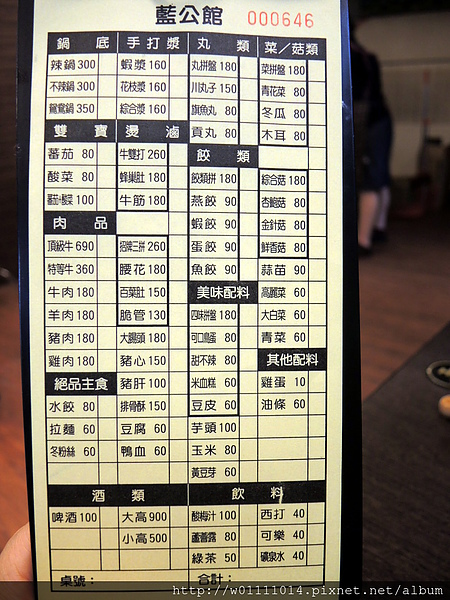 藍公館 000646
鍋 底 手打漿 丸 類 菜／菇類
辣鍋 300 蝦漿 160 丸拼盤 180 菜拼盤 180
不辣鍋 300 花枝漿 160 川丸子 150 青花菜 80
鴛鴦鍋 350 綜合漿 160 旗魚丸 80 冬瓜 80
雙寶 燙滷 貢丸 80 木耳 80
蕃茄 80 牛雙打 260 餃 類
酸菜 80 蜂巢肚 180 餃類拼 180 綜合菇 180
100 牛筋 180 燕餃 90 杏鮑菇 80
肉 品 蝦餃 90 金針菇 80
頂級牛 690 招牌三拼 260 蛋餃 90 鮮香菇 80
特等牛 360 腰花 180 魚餃 90 蒜苗 90
牛肉 180 百葉肚 150 美味配料 高麗菜 60
羊肉 180 脆管 130 四味拼盤 180 大白菜 60
豬肉 180 大腸頭 180 可口鳥蛋 80 青菜 60
雞肉 180 豬心 150 甜不辣 80 其他配料
絕品主食 豬肝 100 米血糕 60 雞蛋 10
水餃 80 排骨酥 150 豆皮 60 油條 60
拉麵 60 豆腐 60 芋頭 100
冬粉絲 60 鴨血 60 玉米 80
黃豆芽 60
酒 類 飲 料
啤酒 100 大高 900 酸梅汁 100 西打 40
小高 500 蘆薈露 80 可樂 40
綠茶 50 礦泉水 40
桌號： 合計：
http://w01111014.pixnet.net/album